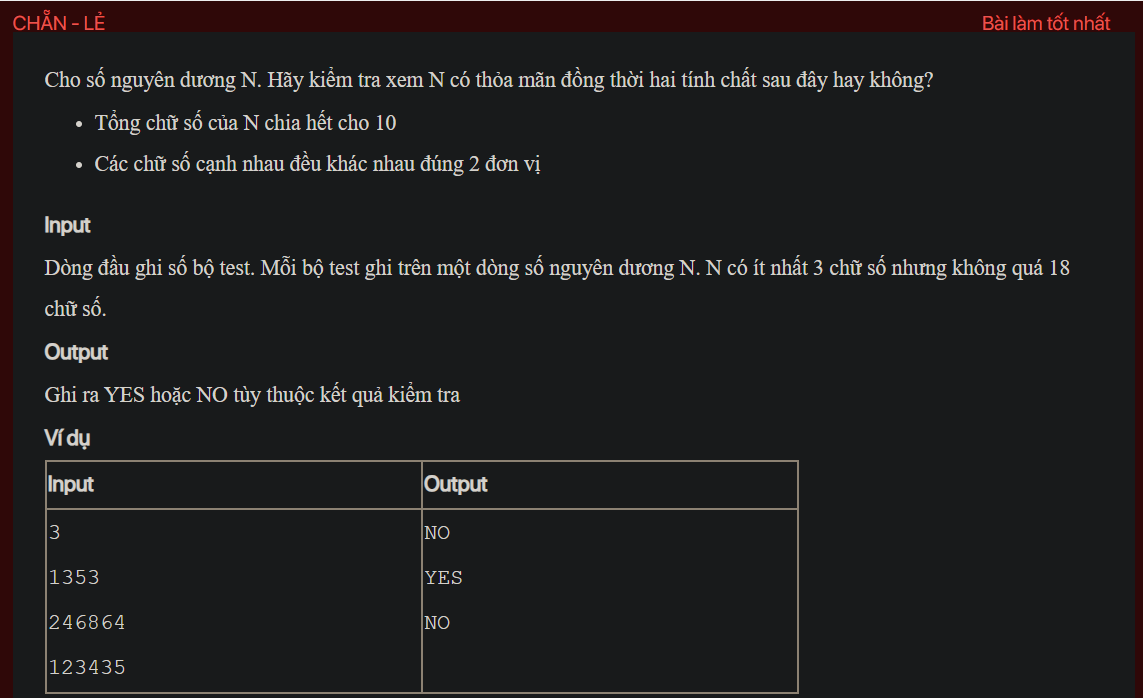 CHẴN - LẺ
Bài làm tốt nhất
Cho số nguyên dương N. Hãy kiểm tra xem N có thỏa mãn đồng thời hai tính chất sau đây hay không?
• Tổng chữ số của N chia hết cho 10
• Các chữ số cạnh nhau đều khác nhau đúng 2 đơn vị
Input
Dòng đầu ghi số bộ test. Mỗi bộ test ghi trên một dòng số nguyên dương N. N có ít nhất 3 chữ số nhưng không quá 18
chữ số.
Output
Ghi ra YES hoặc NO tùy thuộc kết quả kiểm tra
Ví dụ
Input Output
3 NO
1353 YES
246864 NO
123435